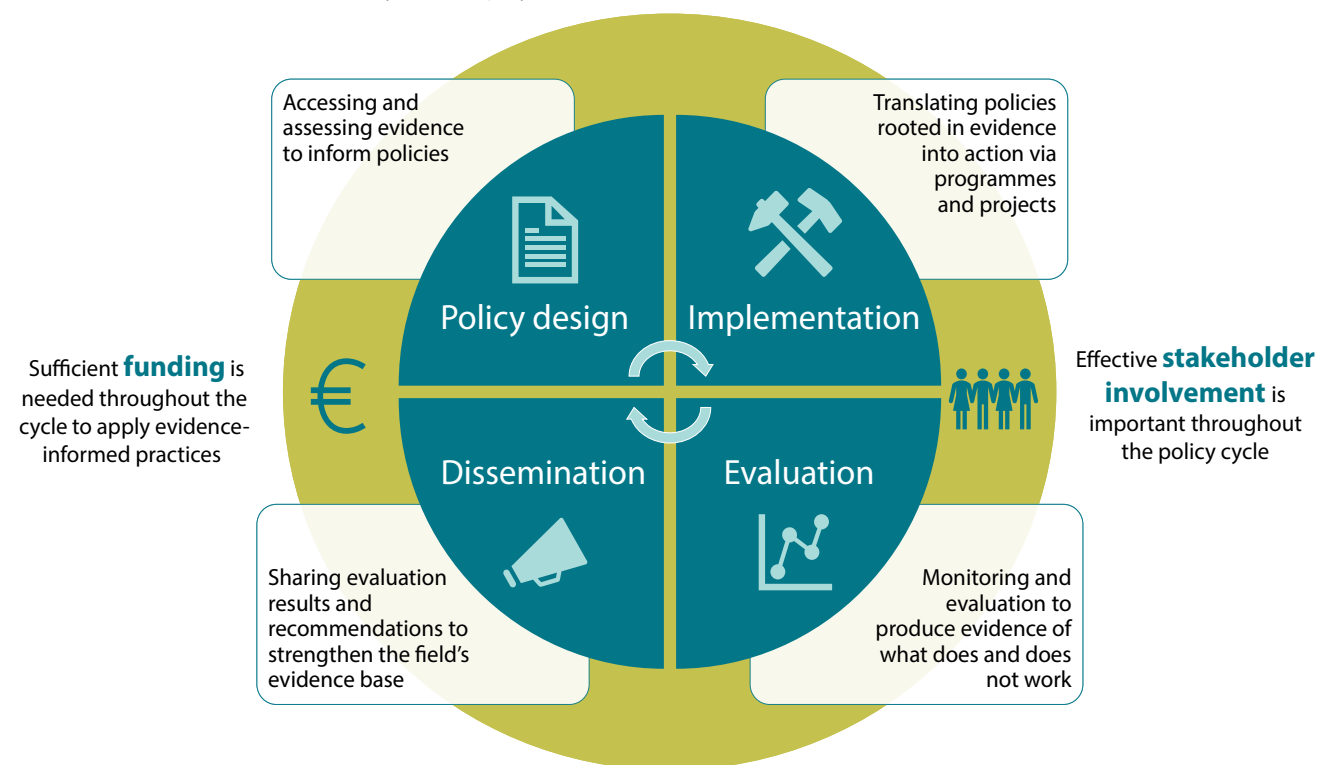 Accessing and
assessing evidence
to inform policies
Translating policies
rooted in evidence
into action via
programmes
and projects
Policy design
Implementation
Sufficient funding is
needed throughout the
cycle to apply evidence-
informed practices
€
Effective stakeholder
involvement is
important throughout
the policy cycle
Dissemination
Evaluation
Sharing evaluation
results and
recommendations to
strengthen the field's
evidence base
Monitoring and
evaluation to
produce evidence of
what does and does
not work